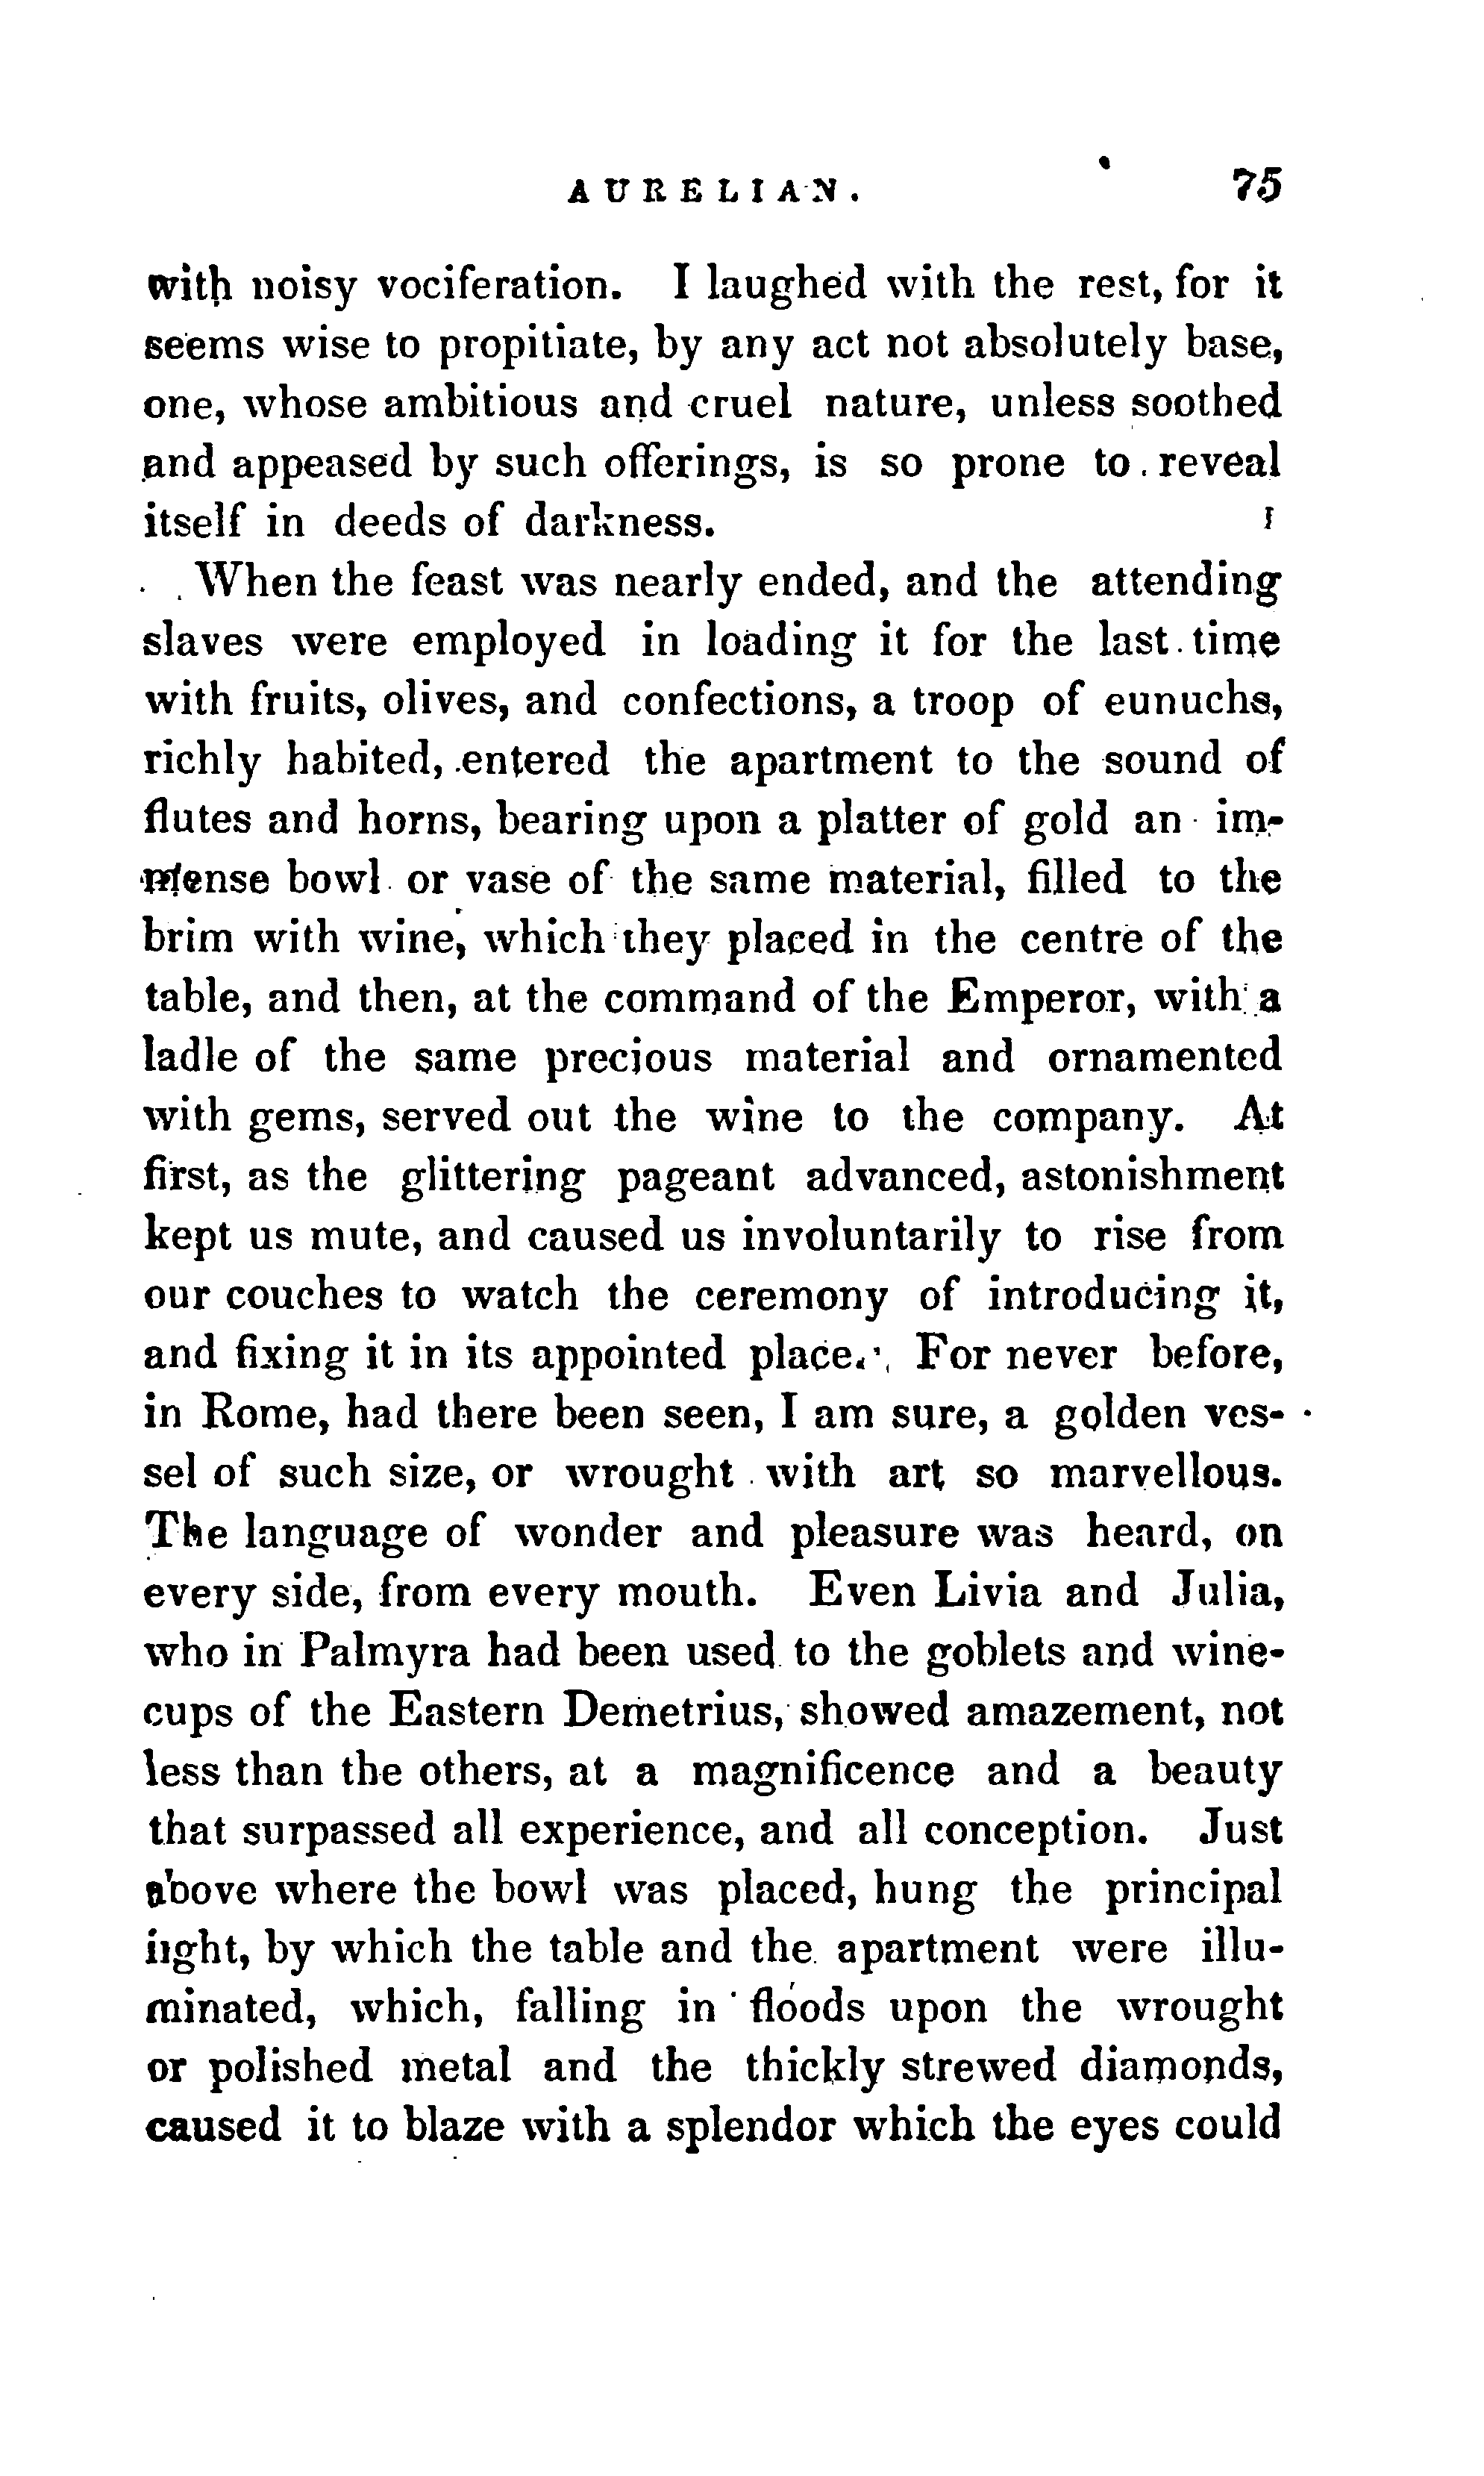 AURELIAN. 75
with noisy vociferation. I laughed with the rest, for it
seems wise to propitiate, by any act not absolutely base,
one, whose ambitious and cruel nature, unless soothed
and appeased by such offerings, is so prone to reveal
itself in deeds of darkness.
When the feast was nearly ended, and the attending
slaves were employed in loading it for the last time
with fruits, olives, and confections, a troop of eunuchs,
richly habited, entered the apartment to the sound of
flutes and horns, bearing upon a platter of gold an im-
mense bowl or vase of the same material, filled to the
brim with wine, which they placed in the centre of the
table, and then, at the command of the Emperor, with a
ladle of the same precious material and ornamented
with gems, served out the wine to the company. At
first, as the glittering pageant advanced, astonishment
kept us mute, and caused us involuntarily to rise from
our couches to watch the ceremony of introducing it,
and fixing it in its appointed place. For never before,
in Rome, had there been seen, I am sure, a golden ves-
sel of such size, or wrought with art so marvellous.
The language of wonder and pleasure was heard, on
every side, from every mouth. Even Livia and Julia,
who in Palmyra had been used to the goblets and wine-
cups of the Eastern Demetrius, showed amazement, not
less than the others, at a magnificence and a beauty
that surpassed all experience, and all conception. Just
above where the bowl was placed, hung the principal
light, by which the table and the apartment were illu-
minated, which, falling in floods upon the wrought
or polished metal and the thickly strewed diamonds,
caused it to blaze with a splendor which the eyes could